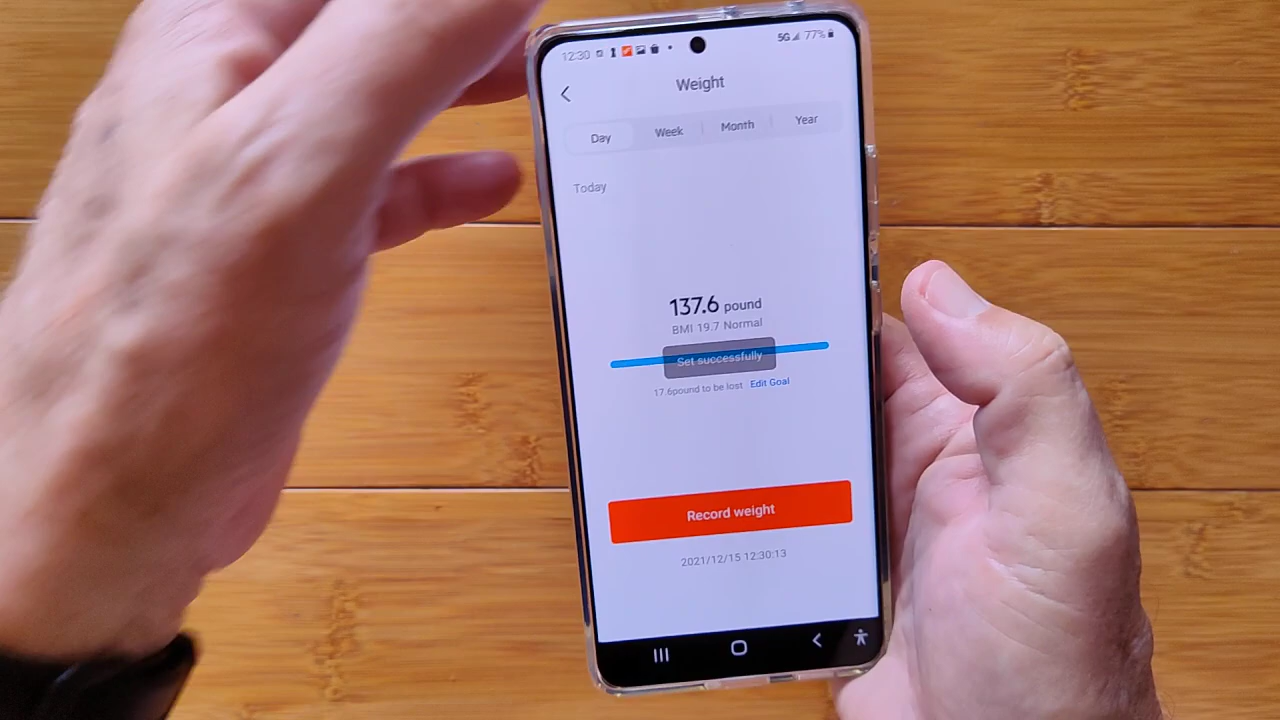 12:30 5G 77%
Weight
Day Week Month Year
Today
137.6 pound
BMI 19.7 Normal
Set successfully
17.6pound to be lost Edit Goal
Record weight
2021/12/15 12:30:13